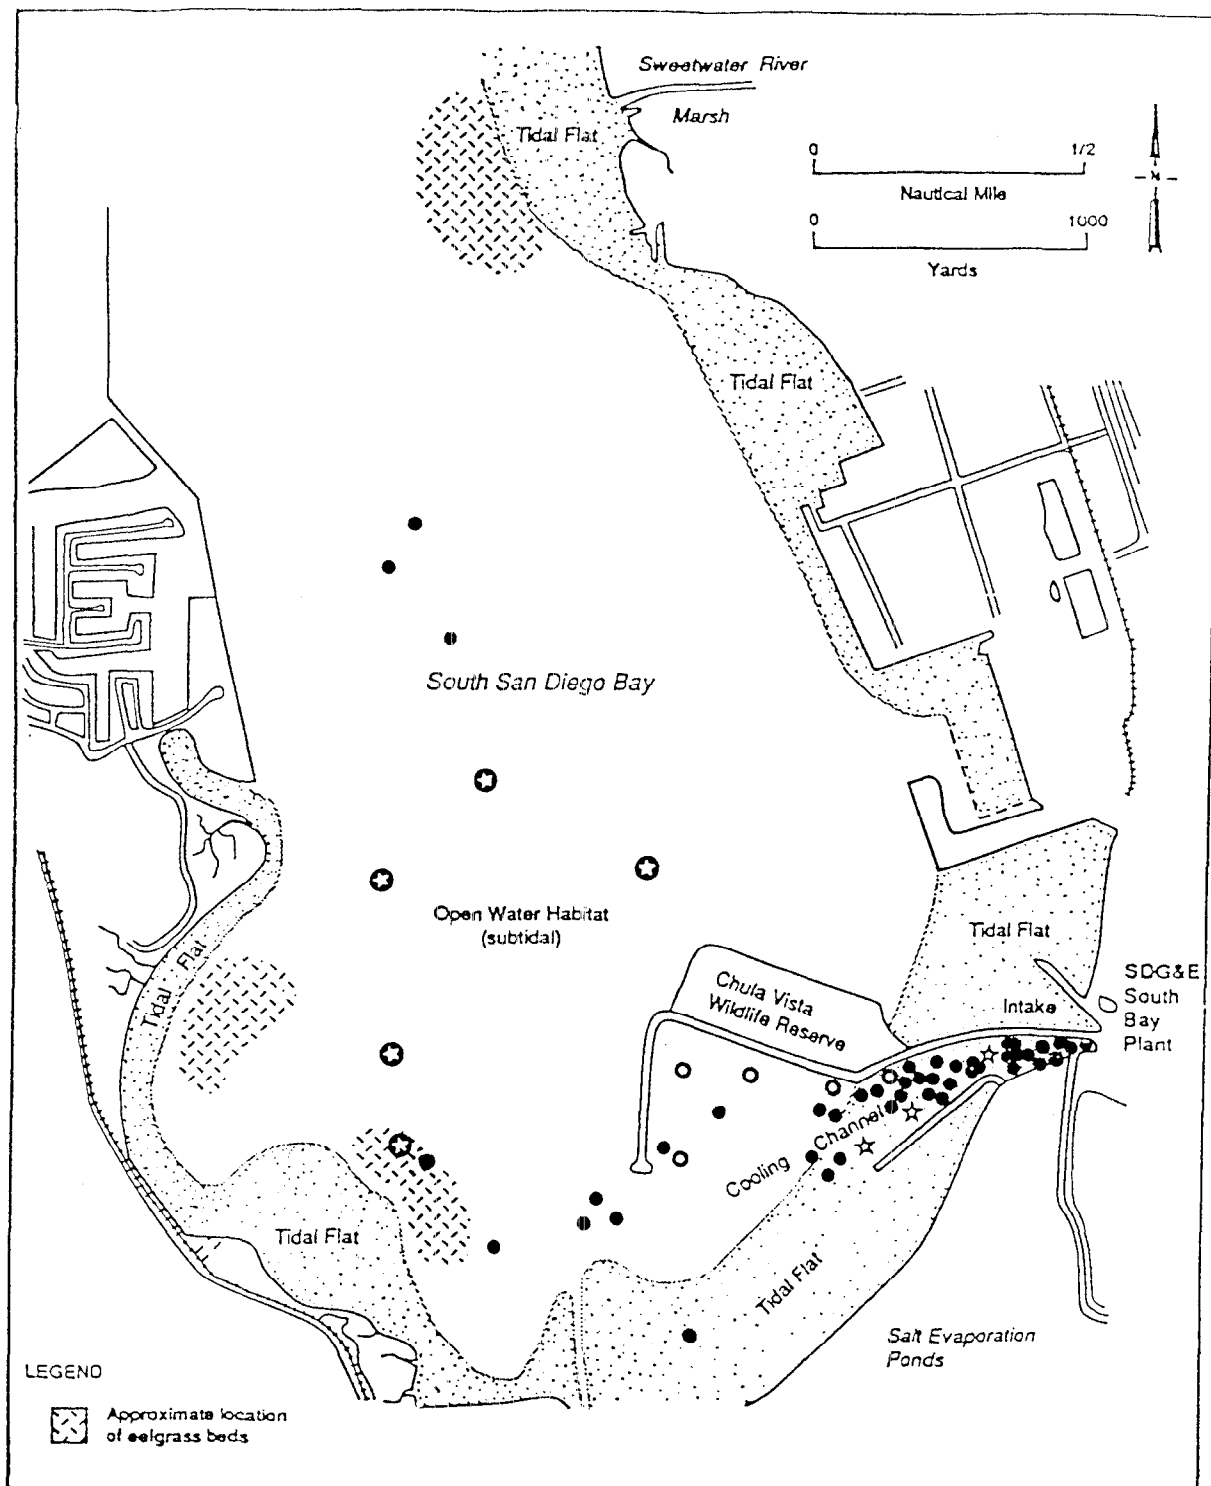 Sweetwater River
Marsh
Tidal Flat
0 1/2
Nautical Mile
N
0 1000
Yards
Tidal Flat
South San Diego Bay
Open Water Habitat
(subtidal)
Tidal Flat
Tidal Flat
SDG&E
South
Bay
Plant
Intake
Chula Vista
Wildlife Reserve
Cooling Channel
Tidal Flat
Tidal Flat
Salt Evaporation
Ponds
LEGEND
Approximate location
of eelgrass beds